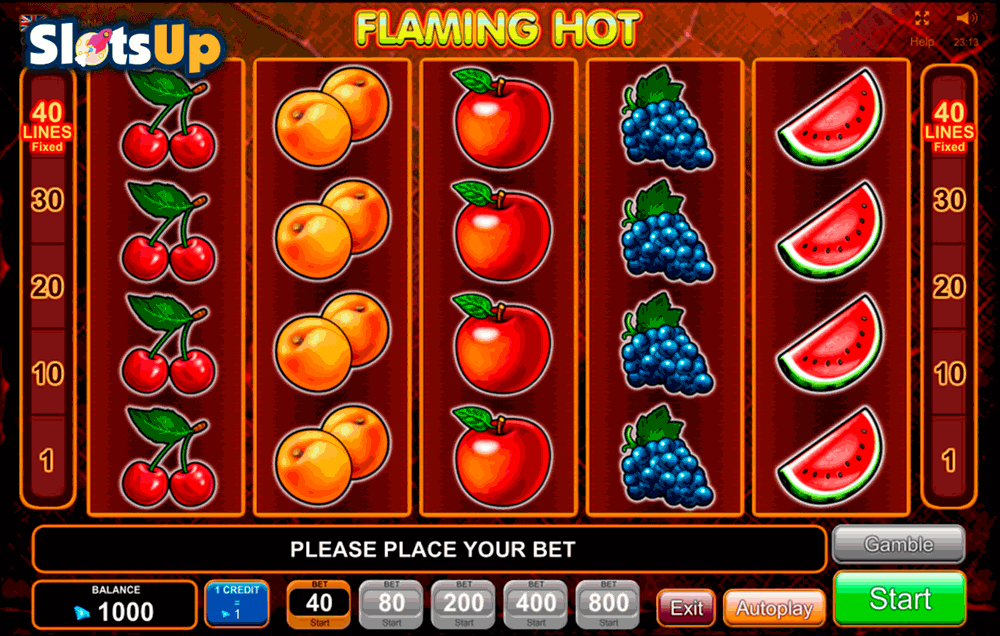 FLAMING HOT
SlotsUp
Help
23:13
40
LINES
Fixed
30
20
10
1
40
LINES
Fixed
30
20
10
1
PLEASE PLACE YOUR BET
Gamble
BALANCE
1000
1 CREDIT
=
1
BET
40
Start
BET
80
Start
BET
200
Start
BET
400
Start
BET
800
Start
Exit
Autoplay
Start